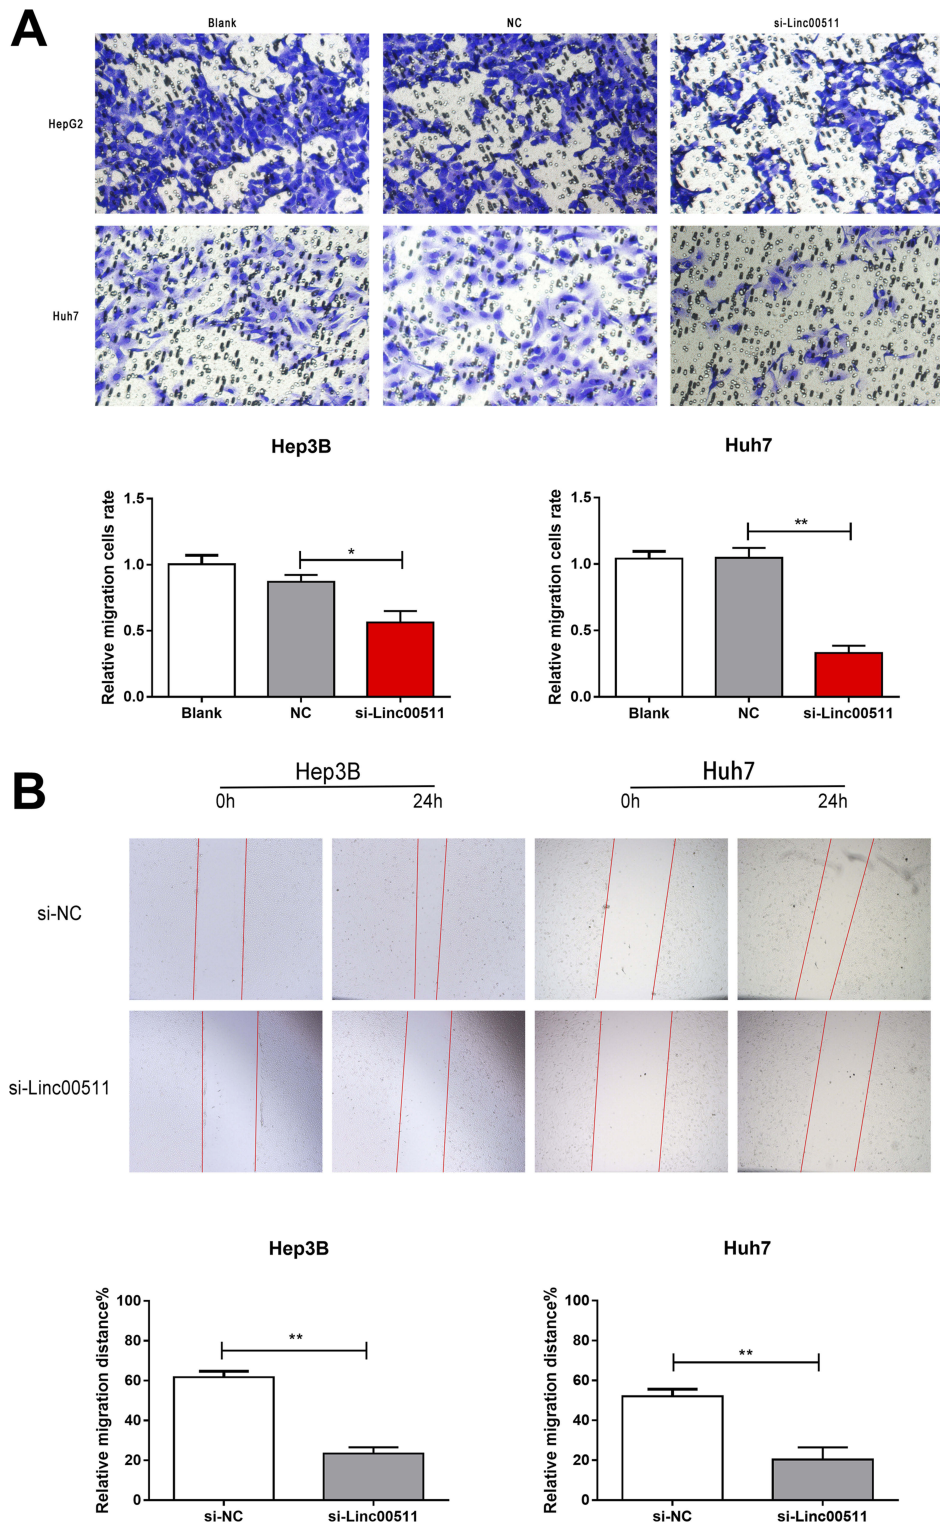 A
Blank NC si-Linc00511
HepG2
Huh7
Hep3B
Relative migration cells rate
1.5
1.0
0.5
0.0
*
Blank NC si-Linc00511
Huh7
Relative migration cells rate
1.5
1.0
0.5
0.0
**
Blank NC si-Linc00511
B
Hep3B Huh7
0h 24h 0h 24h
si-NC
si-Linc00511
Hep3B
Relative migration distance%
100
80
60
40
20
0
**
si-NC si-Linc00511
Huh7
Relative migration distance%
100
80
60
40
20
0
**
si-NC si-Linc00511